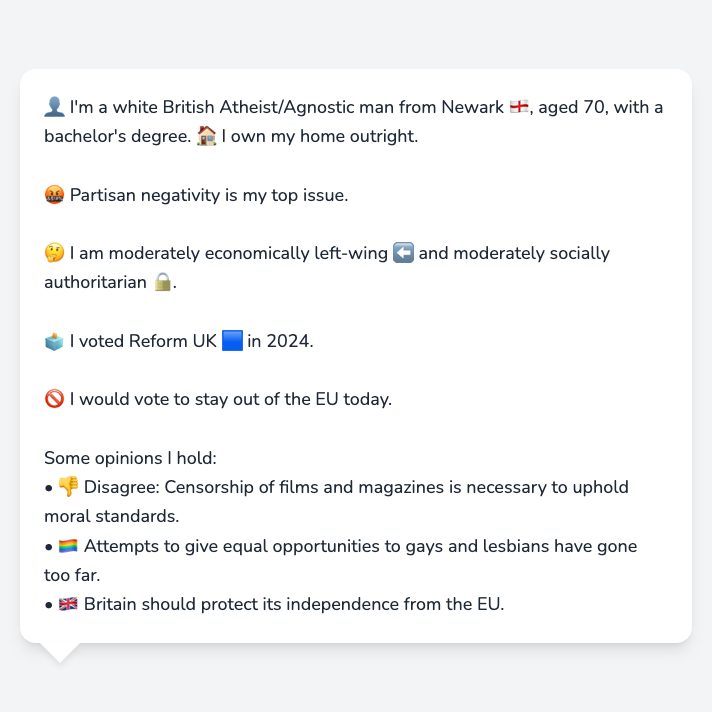 👤 I'm a white British Atheist/Agnostic man from Newark 🏴󠁧󠁢󠁥󠁮󠁧󠁿, aged 70, with a
bachelor's degree. 🏠 I own my home outright.
🤬 Partisan negativity is my top issue.
🤔 I am moderately economically left-wing ⬅️ and moderately socially
authoritarian 🔒.
🗳️ I voted Reform UK 🟦 in 2024.
🚫 I would vote to stay out of the EU today.
Some opinions I hold:
• 👎 Disagree: Censorship of films and magazines is necessary to uphold
moral standards.
• 🏳️‍🌈 Attempts to give equal opportunities to gays and lesbians have gone
too far.
• 🇬🇧 Britain should protect its independence from the EU.